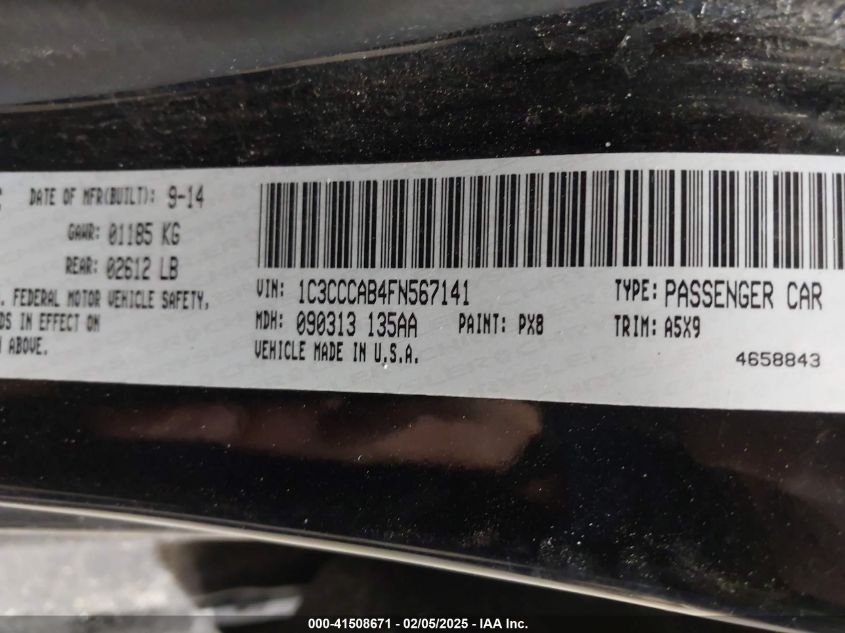 DATE OF MFR(BUILT): 9-14
GAWR: 01185 KG
REAR: 02612 LB
FEDERAL MOTOR VEHICLE SAFETY,
DS IN EFFECT ON
ABOVE.
VIN: 1C3CCCAB4FN567141 TYPE: PASSENGER CAR
MDH: 090313 135AA PAINT: PX8 TRIM: A5X9
VEHICLE MADE IN U.S.A. 4658843
000-41508671 - 02/05/2025 - IAA Inc.